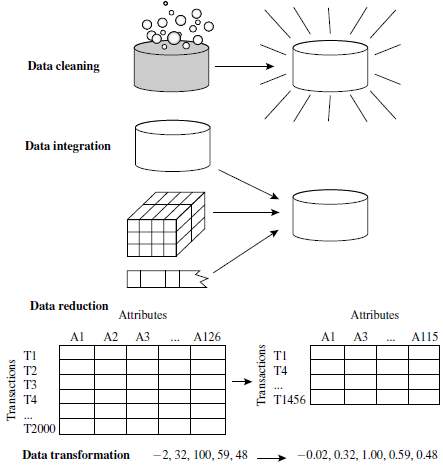 Data cleaning
Data integration
Data reduction
Attributes
A1 A2 A3 ... A126
Transactions
T1
T2
T3
T4
...
T2000
Attributes
A1 A3 ... A115
Transactions
T1
T4
...
T1456
Data transformation −2, 32, 100, 59, 48 −0.02, 0.32, 1.00, 0.59, 0.48